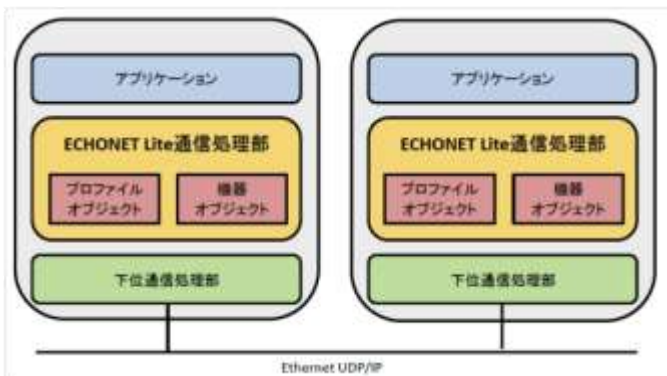 アプリケーション
ECHONET Lite通信処理部
プロファイル
オブジェクト
機器
オブジェクト
下位通信処理部
アプリケーション
ECHONET Lite通信処理部
プロファイル
オブジェクト
機器
オブジェクト
下位通信処理部
Ethernet UDP/IP